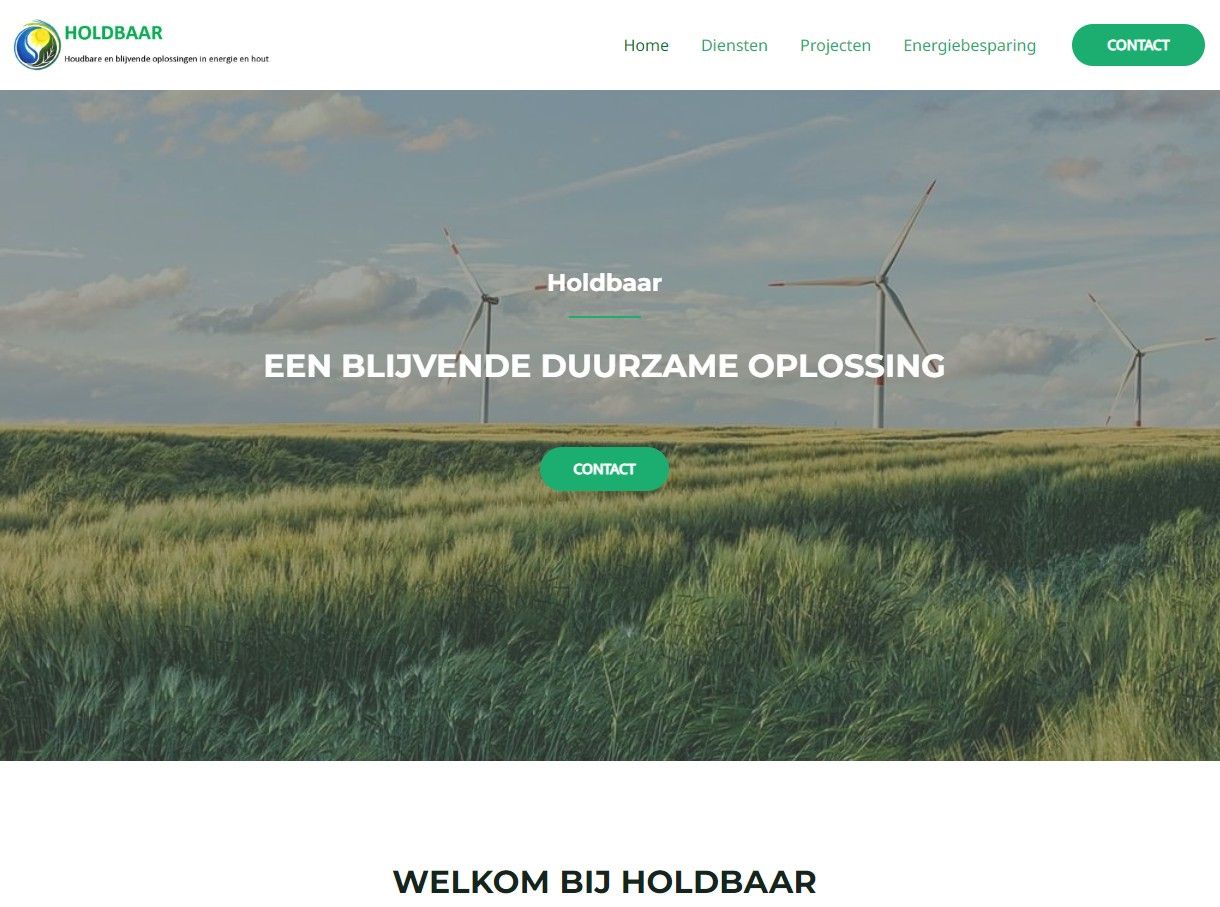 HOLDBAAR
Houdbare en blijvende oplossingen in energie en hout
Home
Diensten
Projecten
Energiebesparing
CONTACT
Holdbaar
EEN BLIJVENDE DUURZAME OPLOSSING
CONTACT
WELKOM BIJ HOLDBAAR